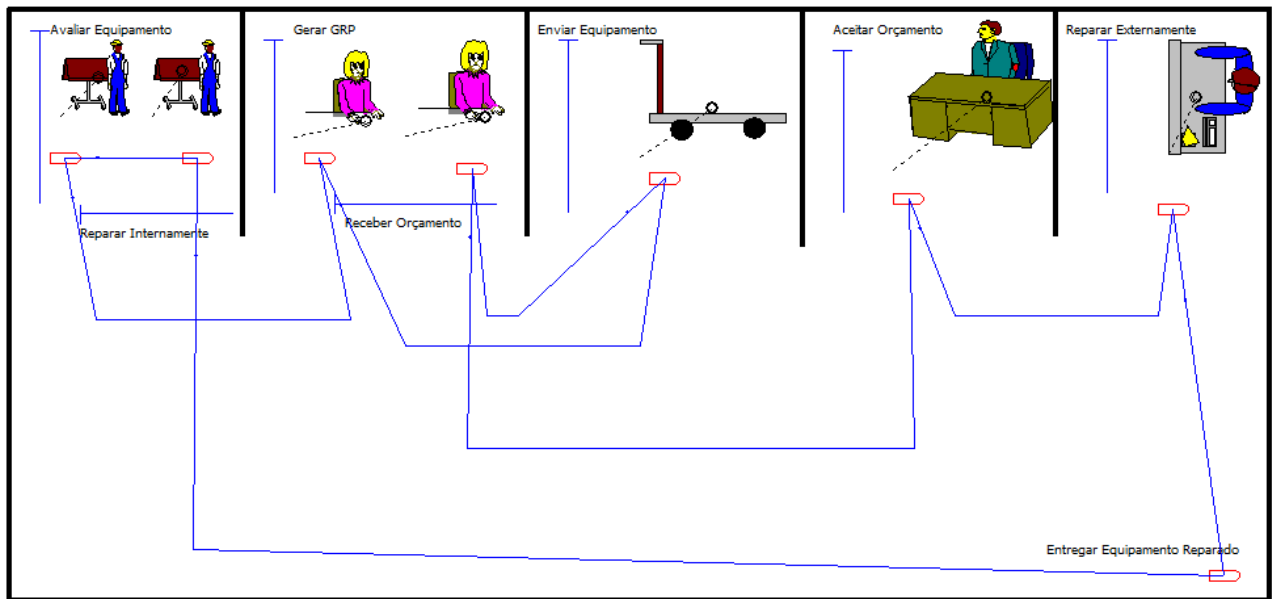 Avaliar Equipamento
Gerar GRP
Enviar Equipamento
Aceitar Orçamento
Reparar Externamente
Reparar Internamente
Receber Orçamento
Entregar Equipamento Reparado